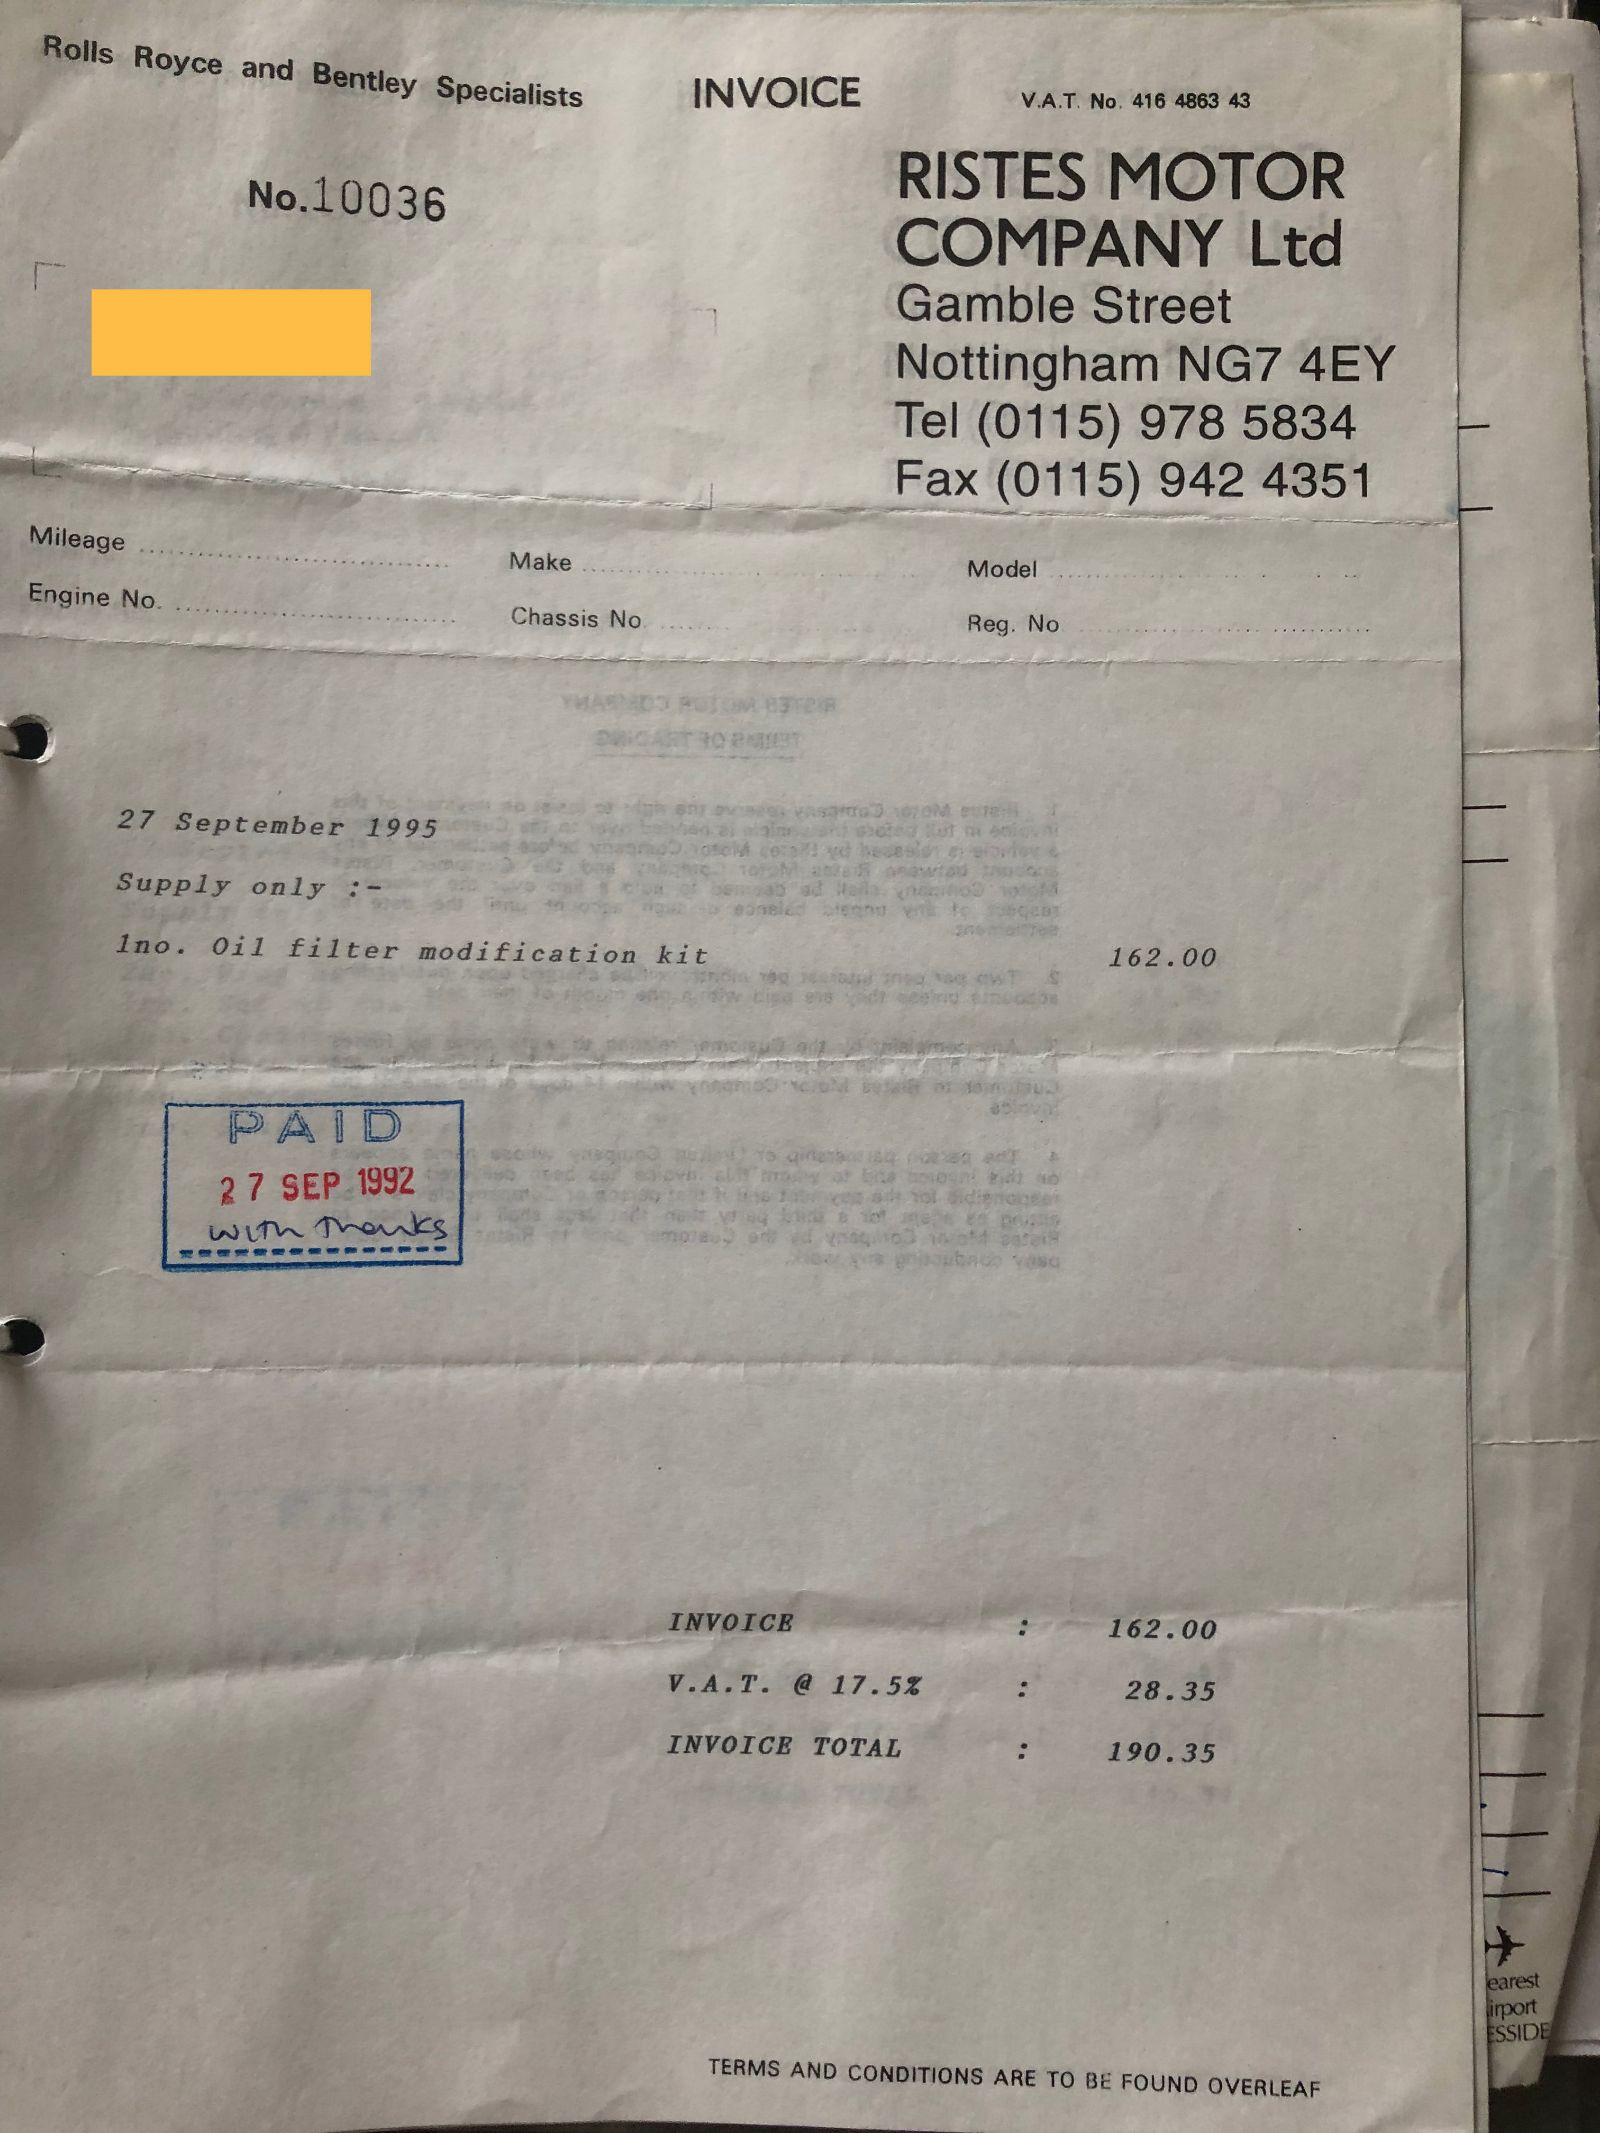 Rolls Royce and Bentley Specialists
INVOICE
V.A.T. No. 416 4863 43
No.10036
RISTES MOTOR
COMPANY Ltd
Gamble Street
Nottingham NG7 4EY
Tel (0115) 978 5834
Fax (0115) 942 4351
Mileage
Make
Model
Engine No.
Chassis No
Reg. No
27 September 1995
Supply only :-
1no. Oil filter modification kit 162.00
PAID
27 SEP 1992
with thanks
INVOICE : 162.00
V.A.T. @ 17.5% : 28.35
INVOICE TOTAL : 190.35
TERMS AND CONDITIONS ARE TO BE FOUND OVERLEAF
earest
irport
ESSIDE